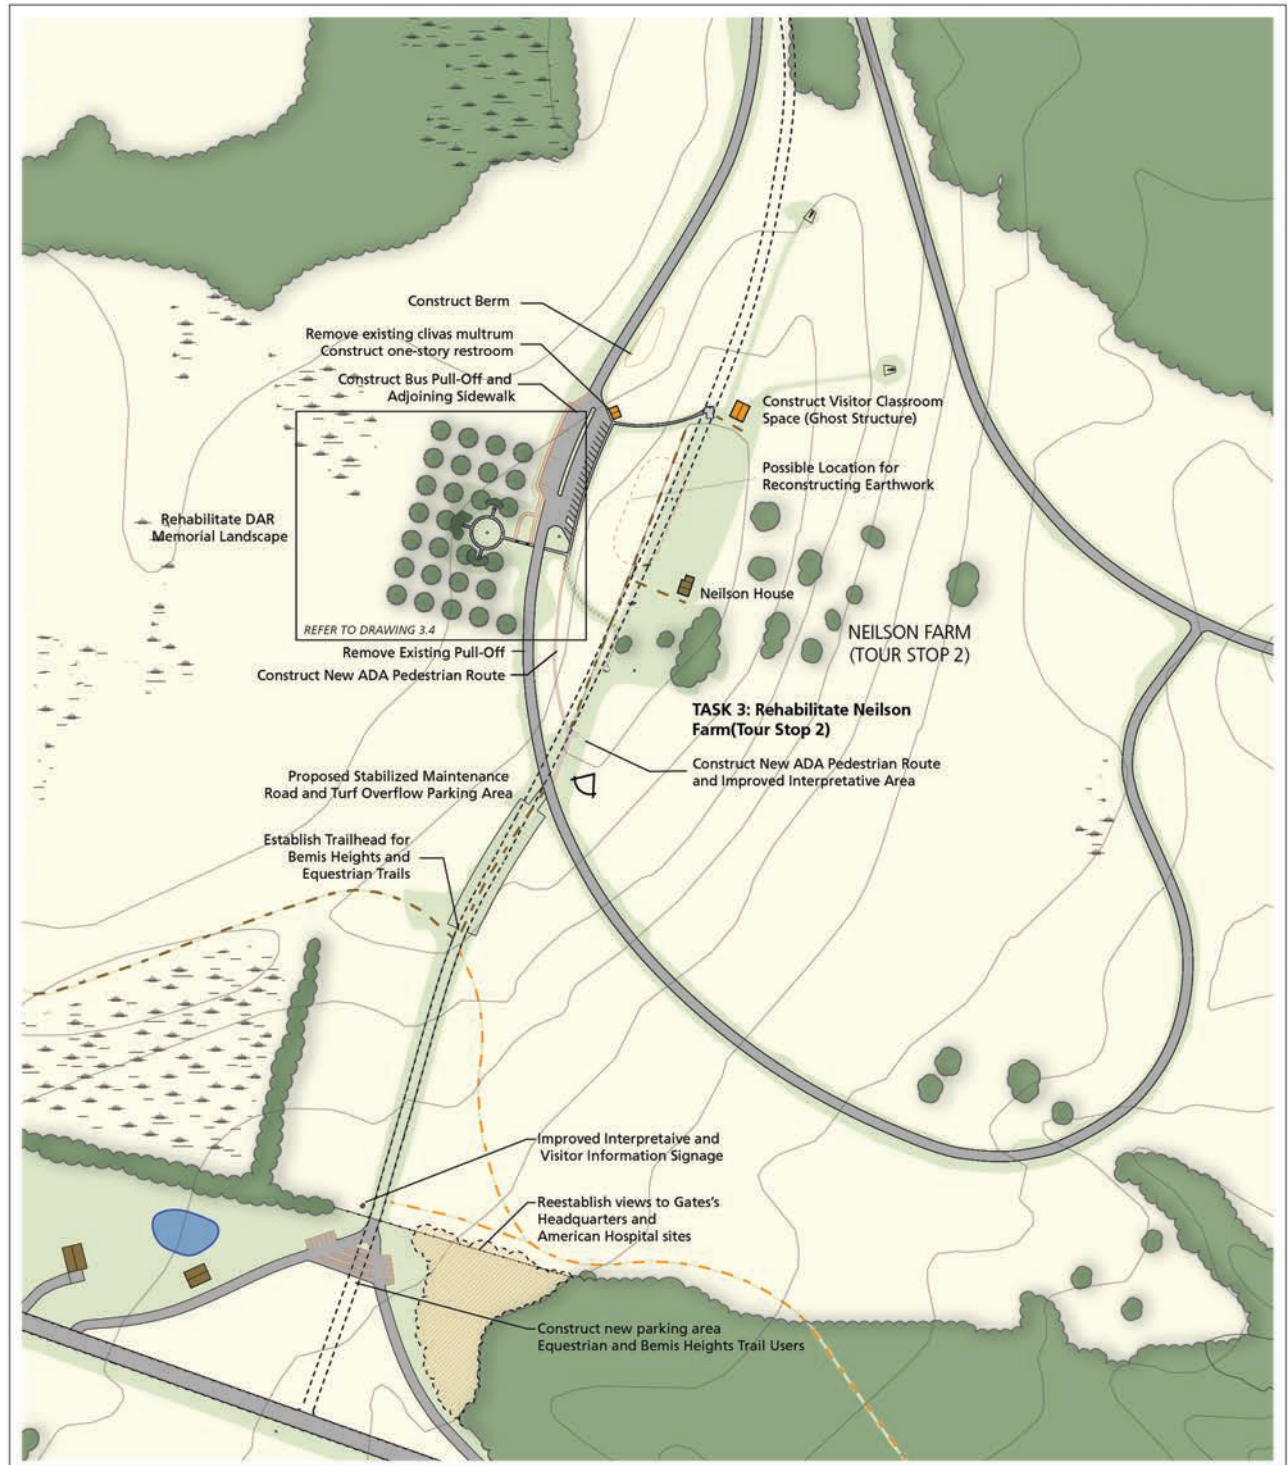 Construct Berm
Remove existing clivas multrum
Construct one-story restroom
Construct Bus Pull-Off and
Adjoining Sidewalk
Construct Visitor Classroom
Space (Ghost Structure)
Possible Location for
Reconstructing Earthwork
Rehabilitate DAR
Memorial Landscape
Neilson House
NEILSON FARM
(TOUR STOP 2)
REFER TO DRAWING 3.4
Remove Existing Pull-Off
Construct New ADA Pedestrian Route
TASK 3: Rehabilitate Neilson
Farm(Tour Stop 2)
Construct New ADA Pedestrian Route
and Improved Interpretative Area
Proposed Stabilized Maintenance
Road and Turf Overflow Parking Area
Establish Trailhead for
Bemis Heights and
Equestrian Trails
Improved Interpretaive and
Visitor Information Signage
Reestablish views to Gates's
Headquarters and
American Hospital sites
Construct new parking area
Equestrian and Bemis Heights Trail Users